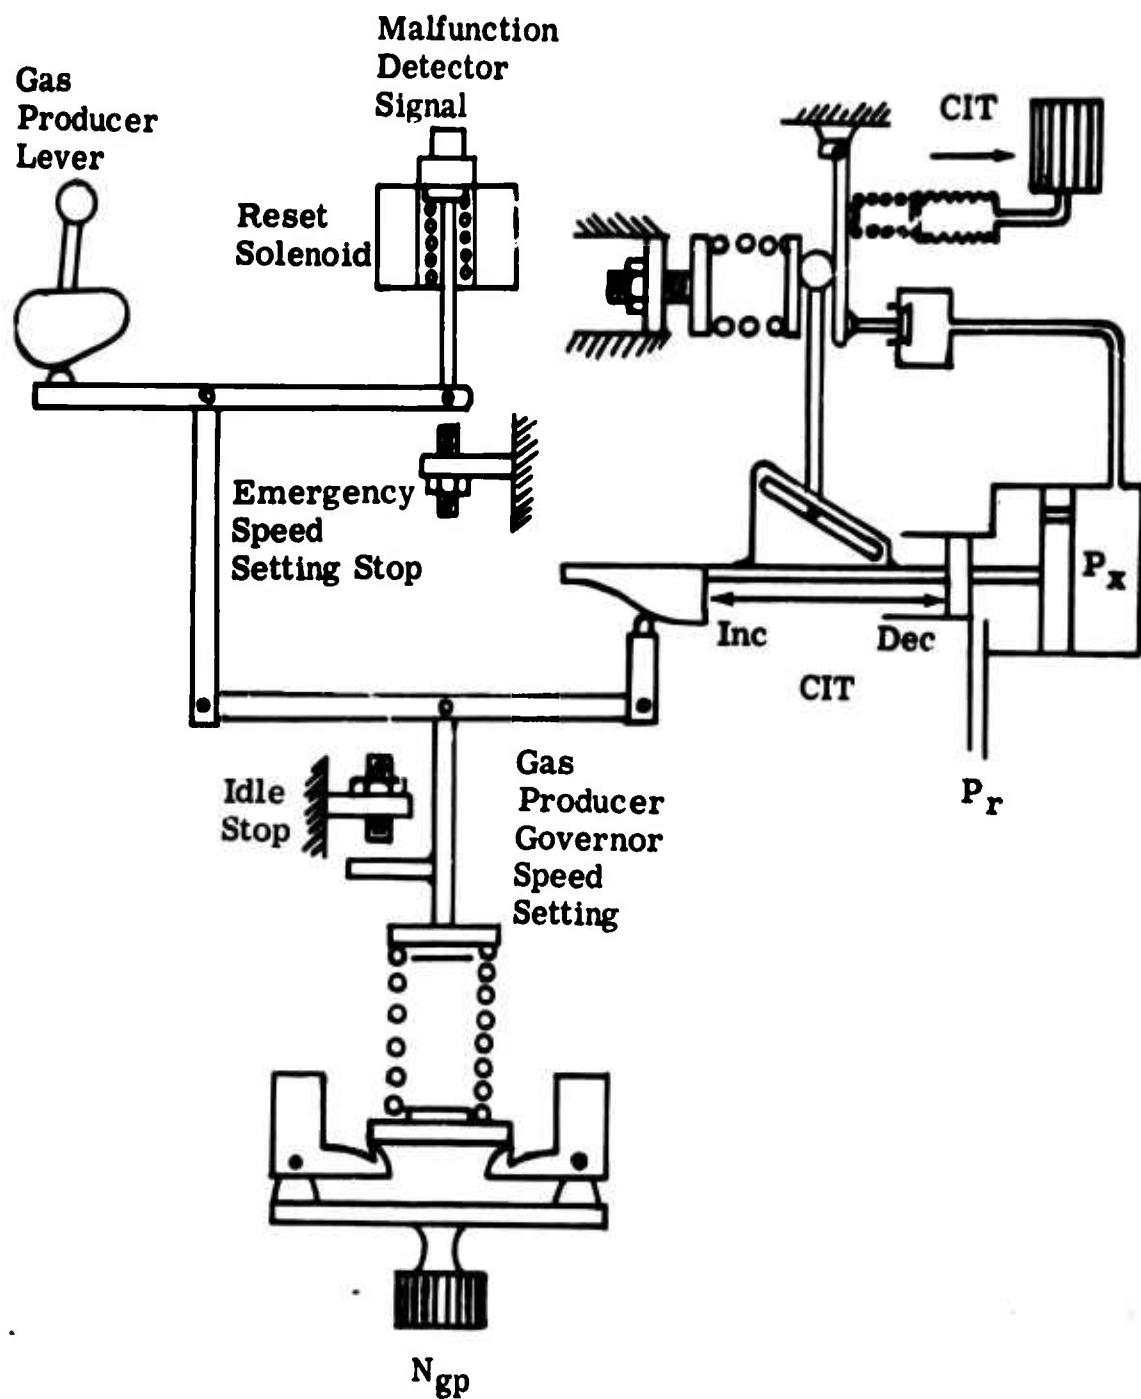 Malfunction
Detector
Signal
Gas
Producer
Lever
CIT
Reset
Solenoid
Emergency
Speed
Setting Stop
Px
Inc
Dec
CIT
Idle
Stop
Gas
Producer
Governor
Speed
Setting
Pr
Ngp